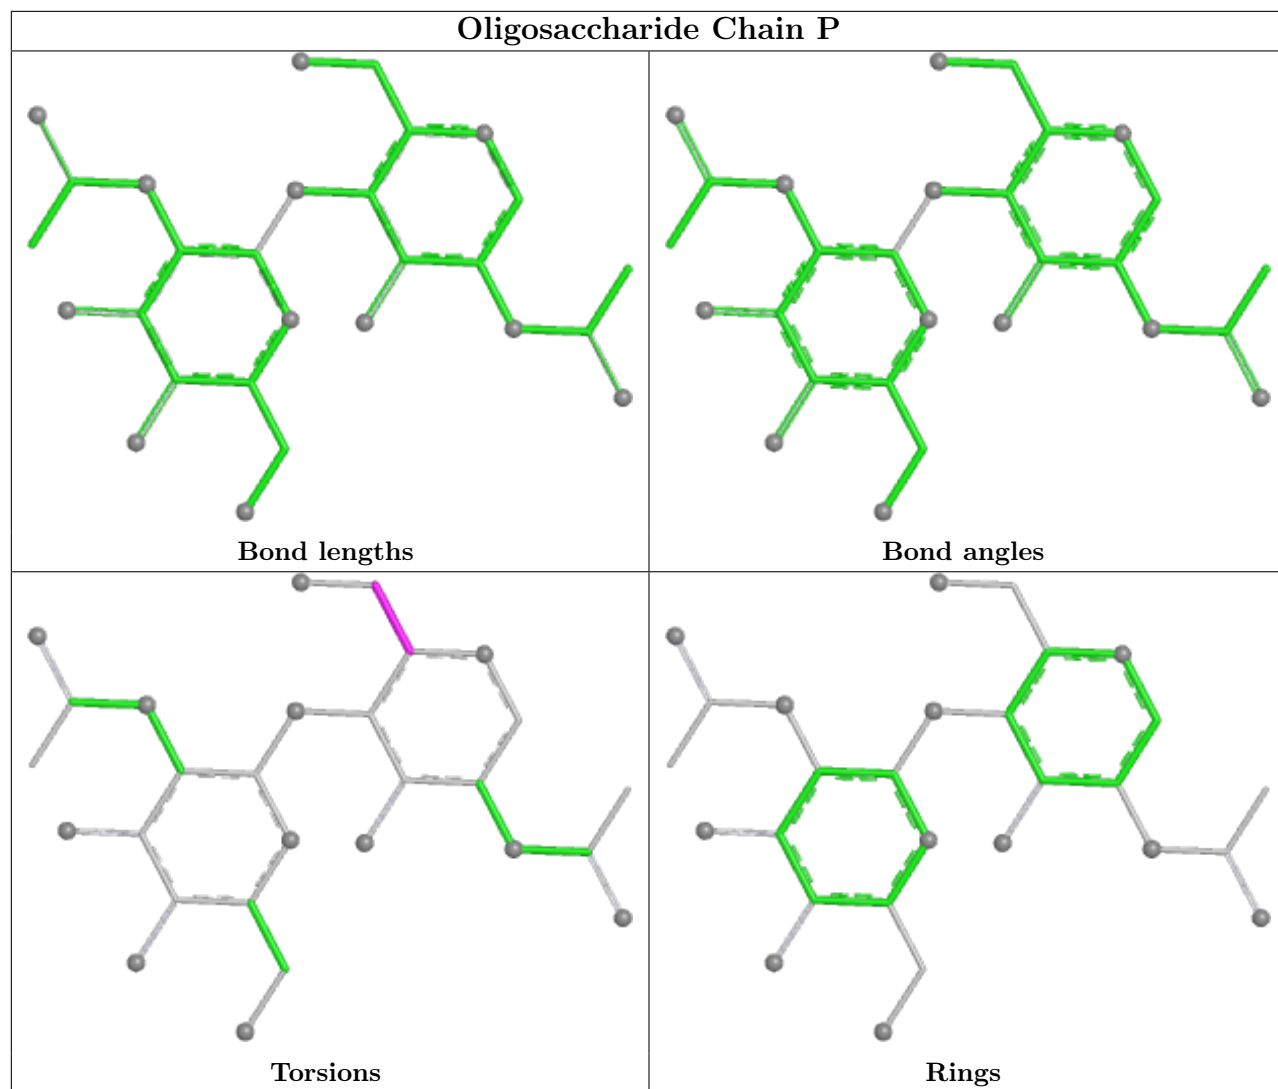 Oligosaccharide Chain P
Bond lengths
Bond angles
Torsions
Rings